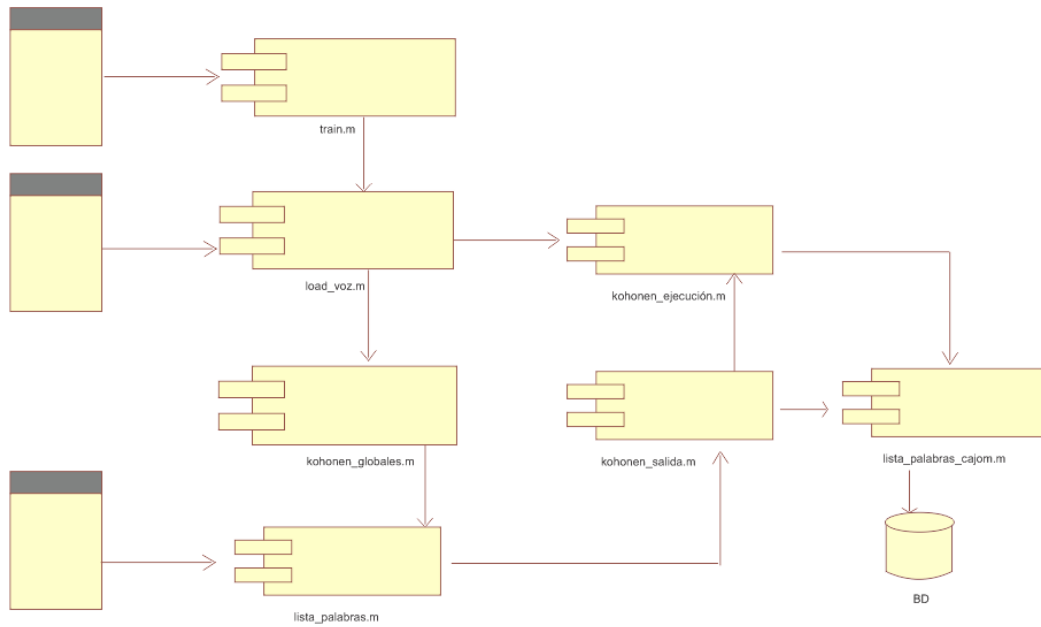 train.m
load_voz.m
kohonen_ejecución.m
kohonen_globales.m
kohonen_salida.m
lista_palabras_cajom.m
BD
lista_palabras.m